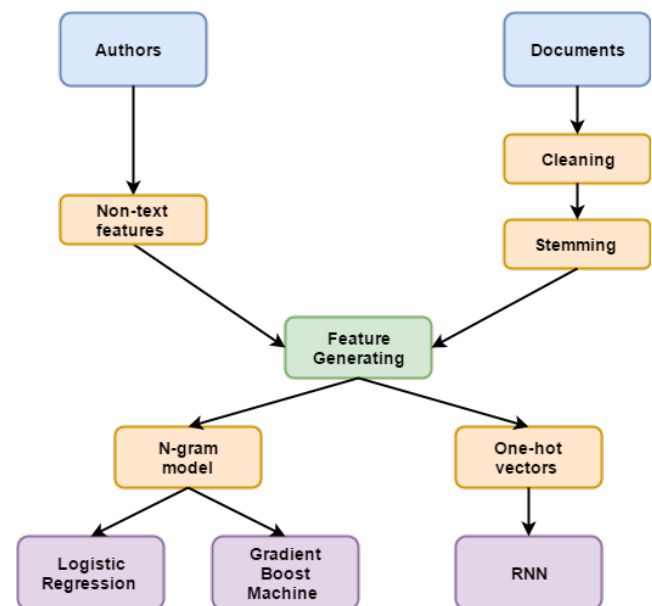 Authors
Documents
Cleaning
Non-text
features
Stemming
Feature
Generating
N-gram
model
One-hot
vectors
Logistic
Regression
Gradient
Boost
Machine
RNN